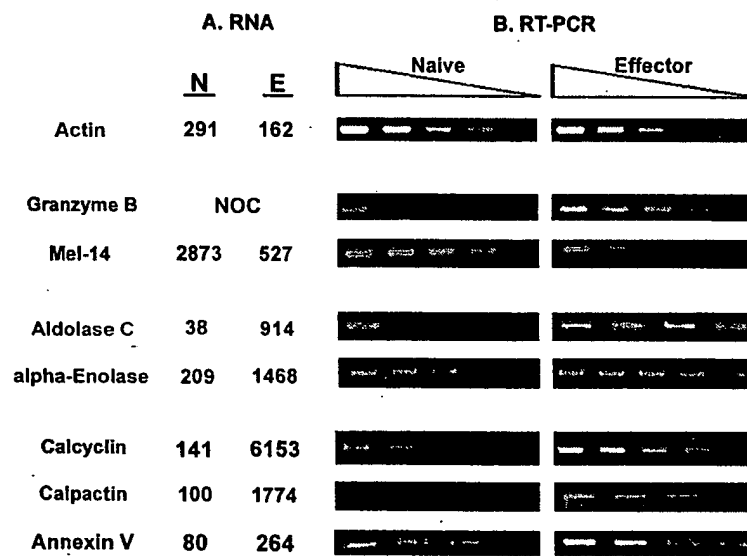 A. RNA B. RT-PCR
N E Naive Effector
Actin 291 162
Granzyme B NOC
Mel-14 2873 527
Aldolase C 38 914
alpha-Enolase 209 1468
Calcyclin 141 6153
Calpactin 100 1774
Annexin V 80 264